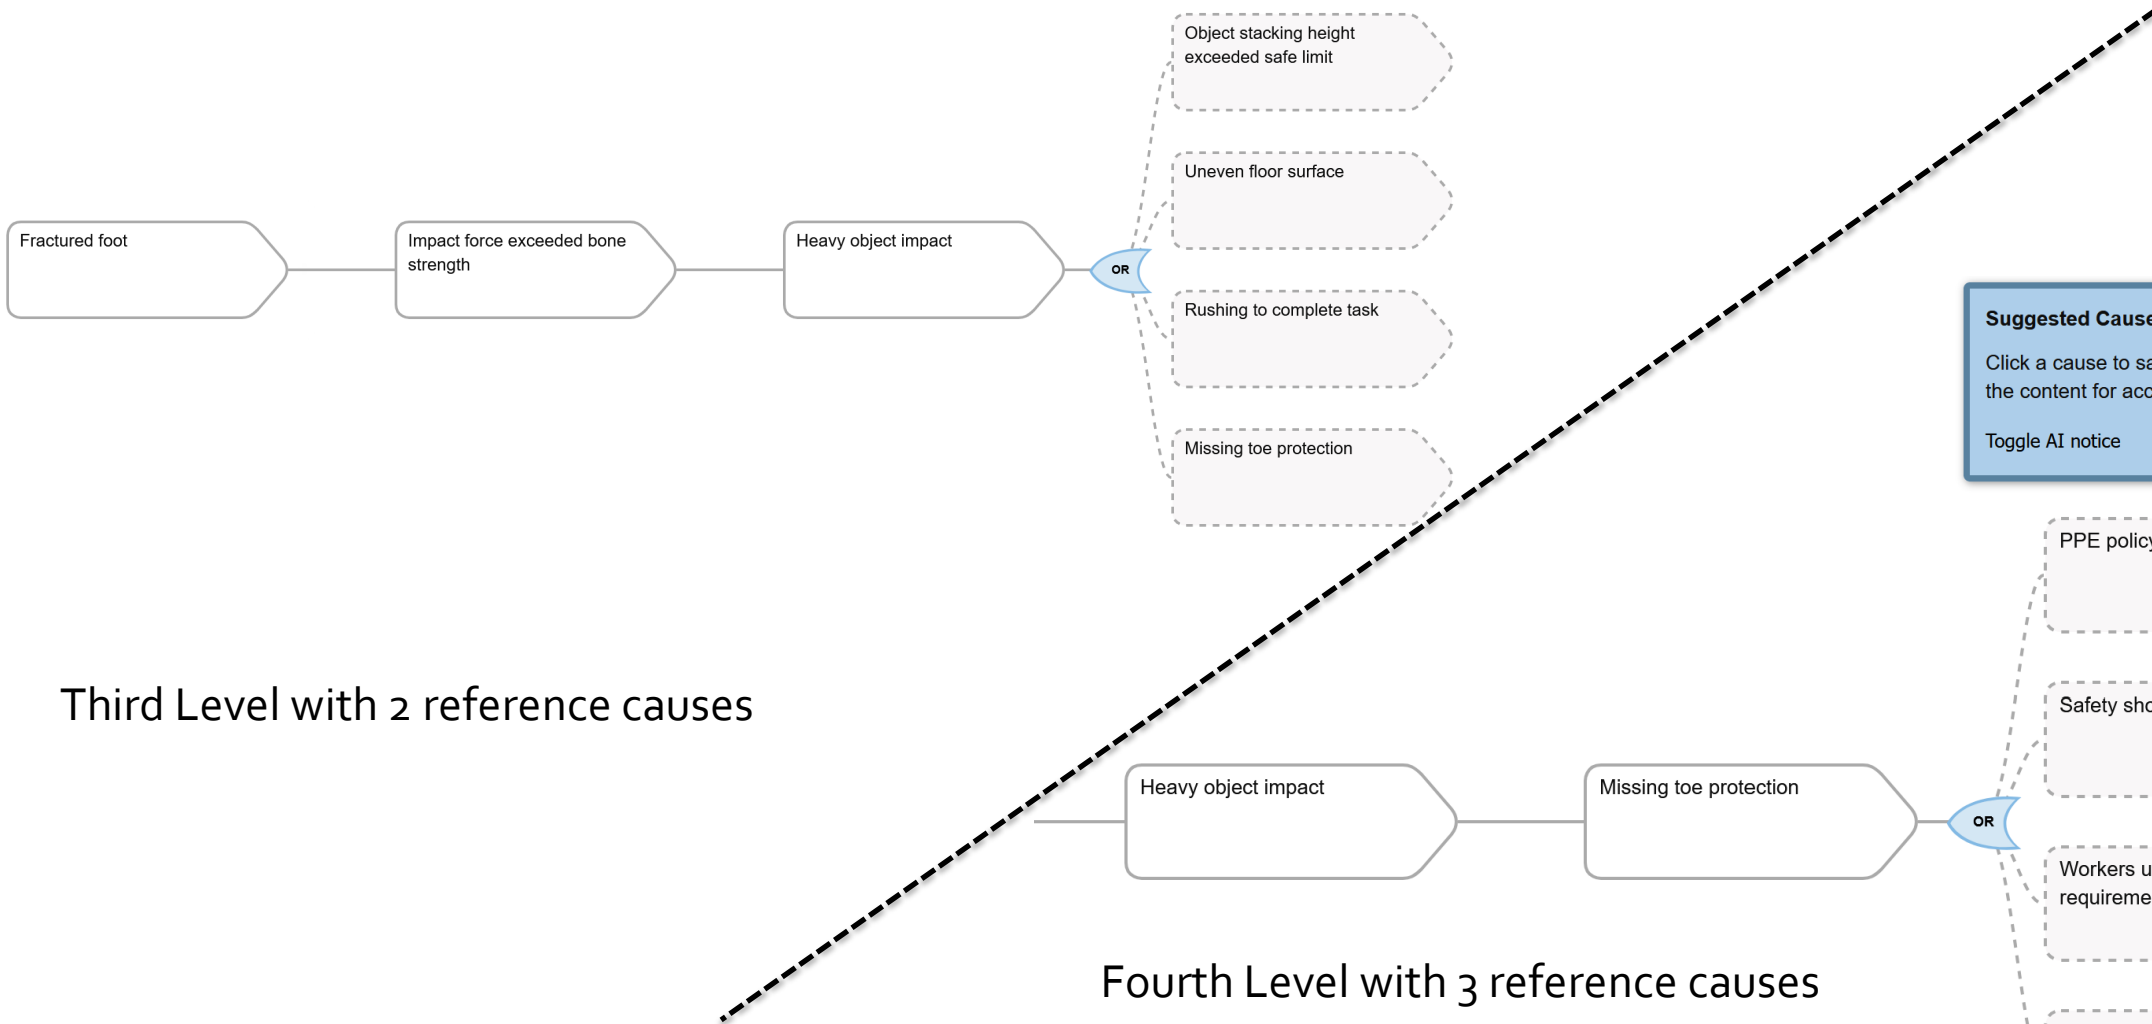 Object stacking height
exceeded safe limit
Uneven floor surface
Fractured foot
Impact force exceeded bone
strength
Heavy object impact
OR
Rushing to complete task
Missing toe protection
Third Level with 2 reference causes
Suggested Cause
Click a cause to sa
the content for acc
Toggle AI notice
PPE policy
Safety sho
Heavy object impact
Missing toe protection
OR
Workers u
requireme
Fourth Level with 3 reference causes